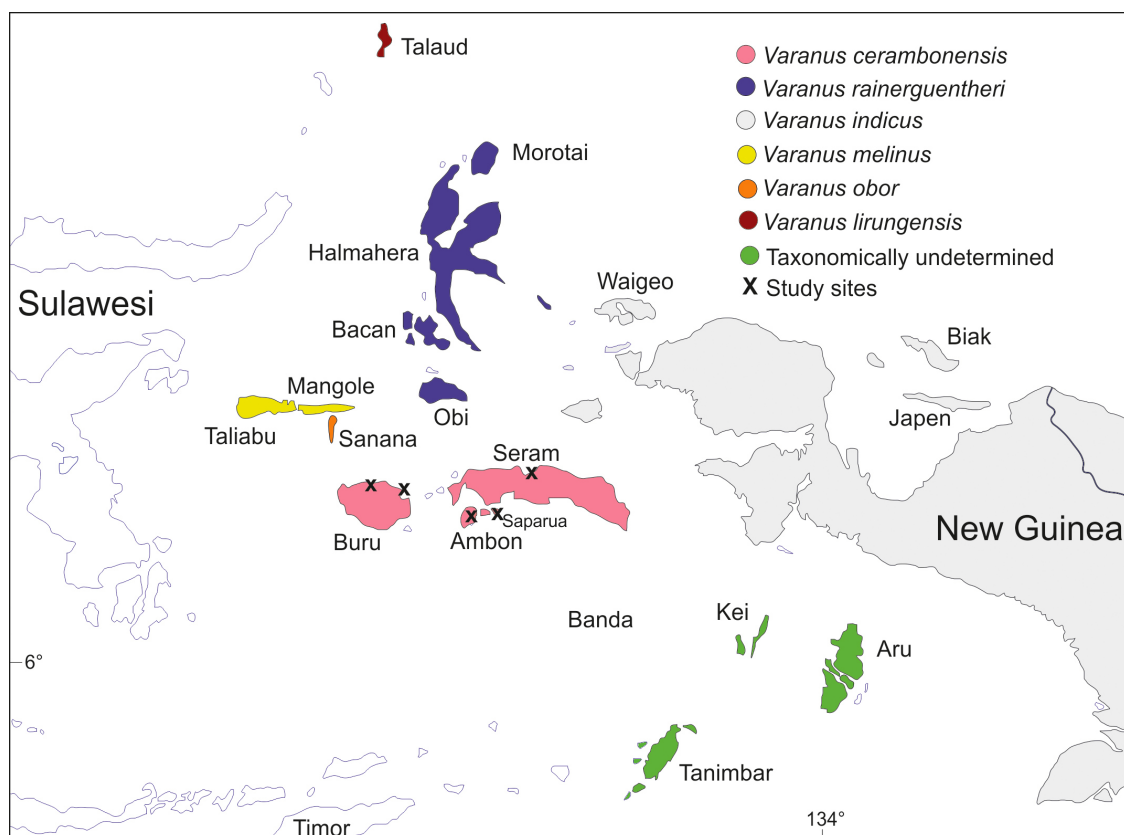 Talaud
Varanus cerambonensis
Varanus rainerguentheri
Varanus indicus
Varanus melinus
Varanus obor
Varanus lirungensis
Taxonomically undetermined
X Study sites
Morotai
Halmahera
Waigeo
Sulawesi
Bacan
Biak
Mangole
Japen
Obi
Taliabu
Sanana
Seram
X
X
X
X
X
Saparua
New Guinea
Buru
Ambon
Banda
Kei
Aru
6°
Tanimbar
134°
Timor